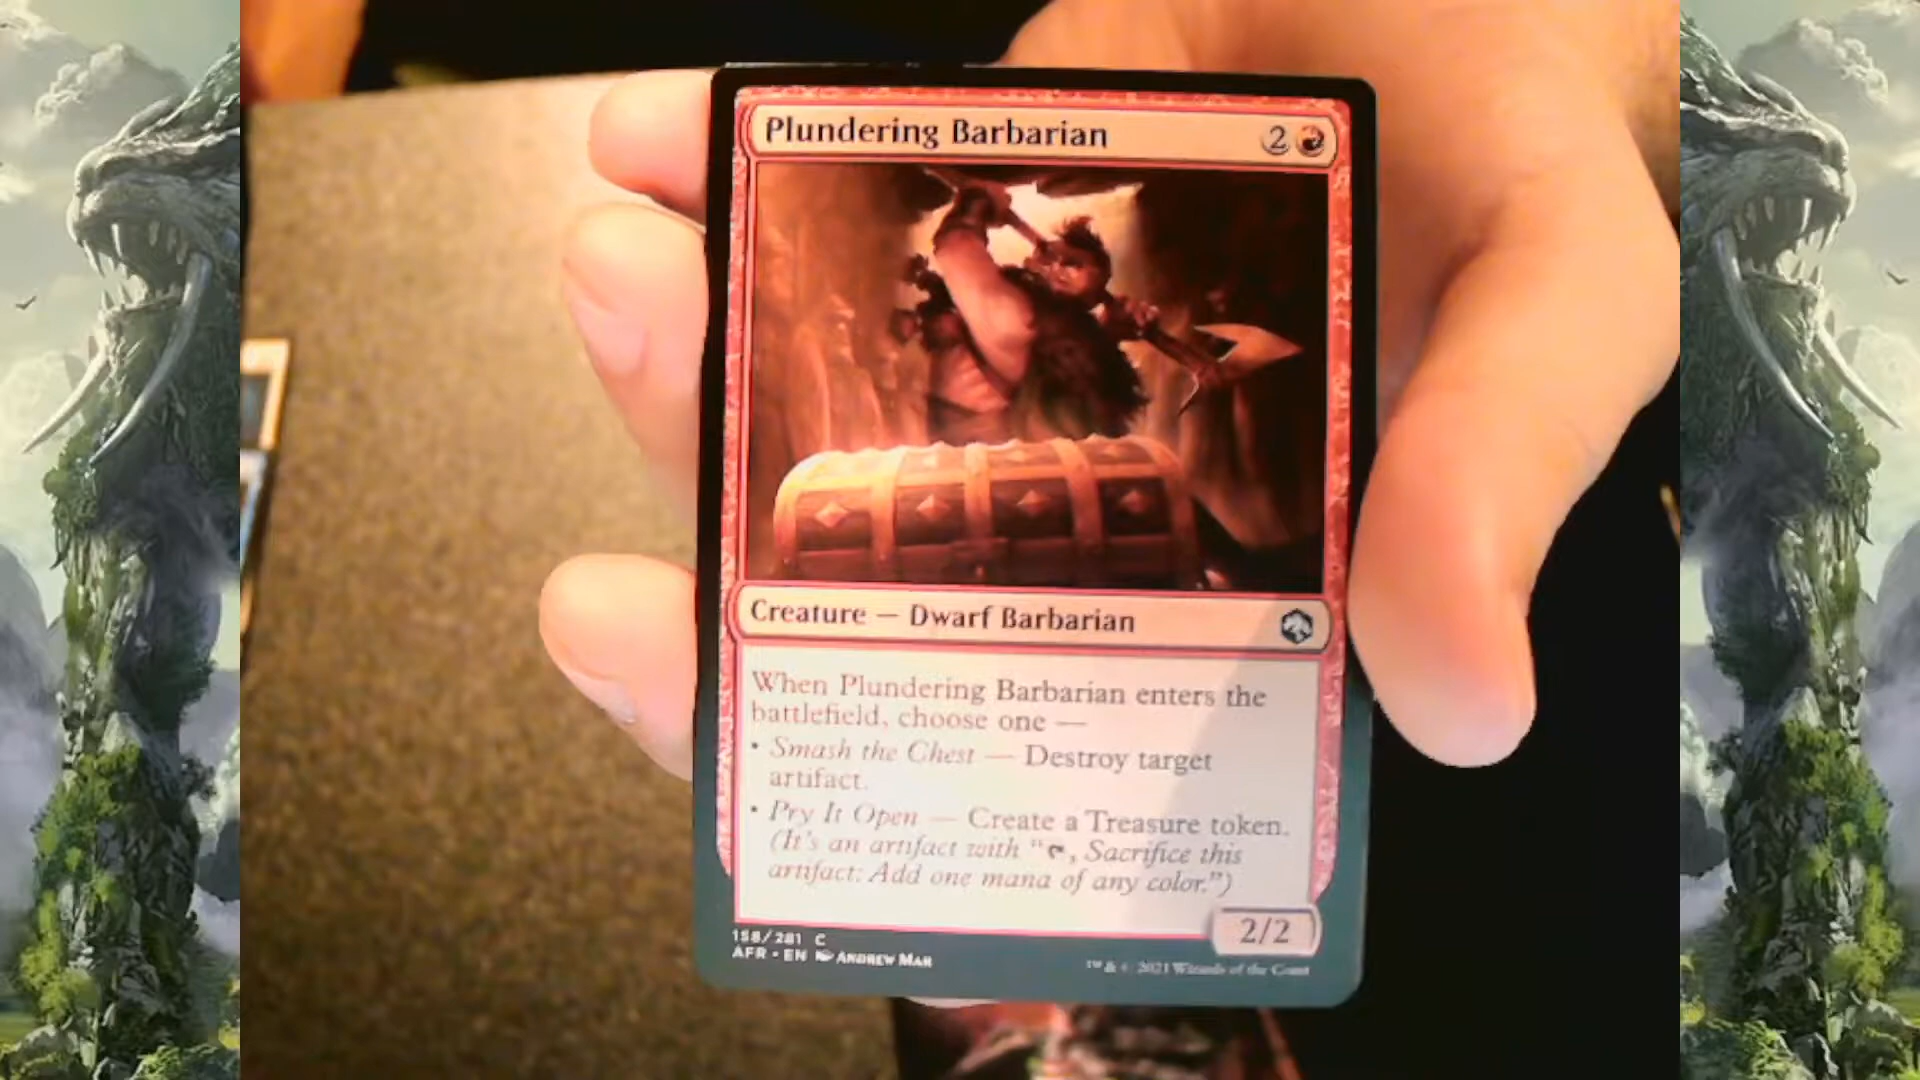 Plundering Barbarian 2
Creature — Dwarf Barbarian
When Plundering Barbarian enters the
battlefield, choose one —
• Smash the Chest — Destroy target
artifact.
• Pry It Open — Create a Treasure token.
(It's an artifact with “, Sacrifice this
artifact: Add one mana of any color.”)
2/2
158/281 C
AFR • EN Andrew Mar
™ & © 2021 Wizards of the Coast